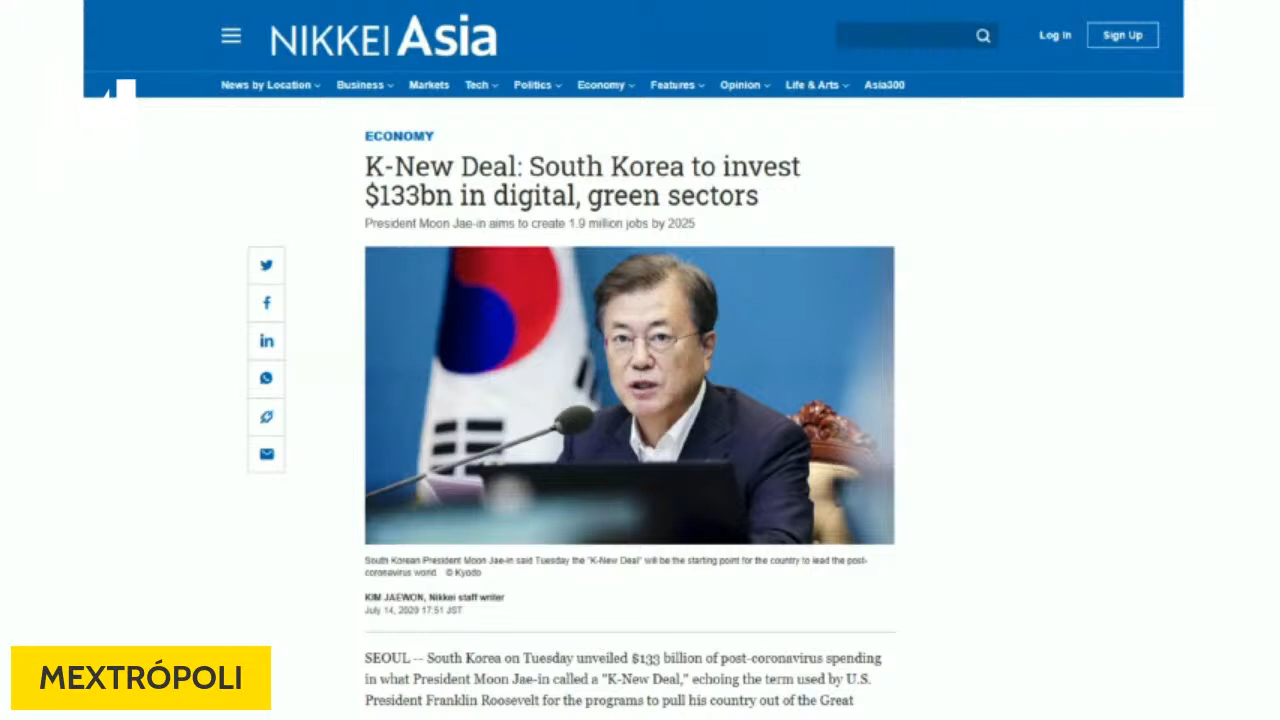 NIKKEI Asia
Log In
Sign Up
News by Location
Business
Markets
Tech
Politics
Economy
Features
Opinion
Life & Arts
Asia300
ECONOMY
K-New Deal: South Korea to invest
$133bn in digital, green sectors
President Moon Jae-in aims to create 1.9 million jobs by 2025
South Korean President Moon Jae-in said Tuesday the "K-New Deal" will be the starting point for the country to lead the post-
coronavirus world. © Kyodo
KIM JAEWON, Nikkei staff writer
July 14, 2020 17:51 JST
SEOUL -- South Korea on Tuesday unveiled $133 billion of post-coronavirus spending
in what President Moon Jae-in called a "K-New Deal," echoing the term used by U.S.
President Franklin Roosevelt for the programs to pull his country out of the Great
MEXTRÓPOLI